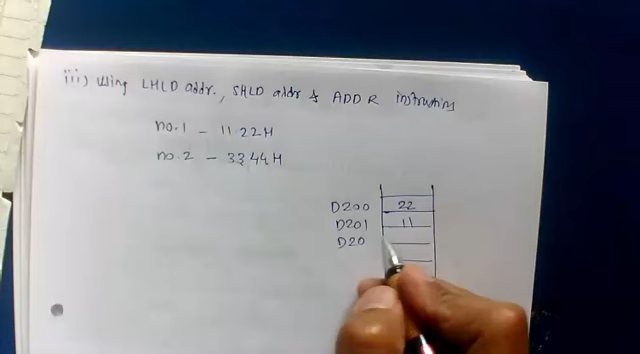 iii) using LHLD addr., SHLD addr & ADD R instructions
no.1 - 1122H
no.2 - 3344H
D200 22
D201 11
D20